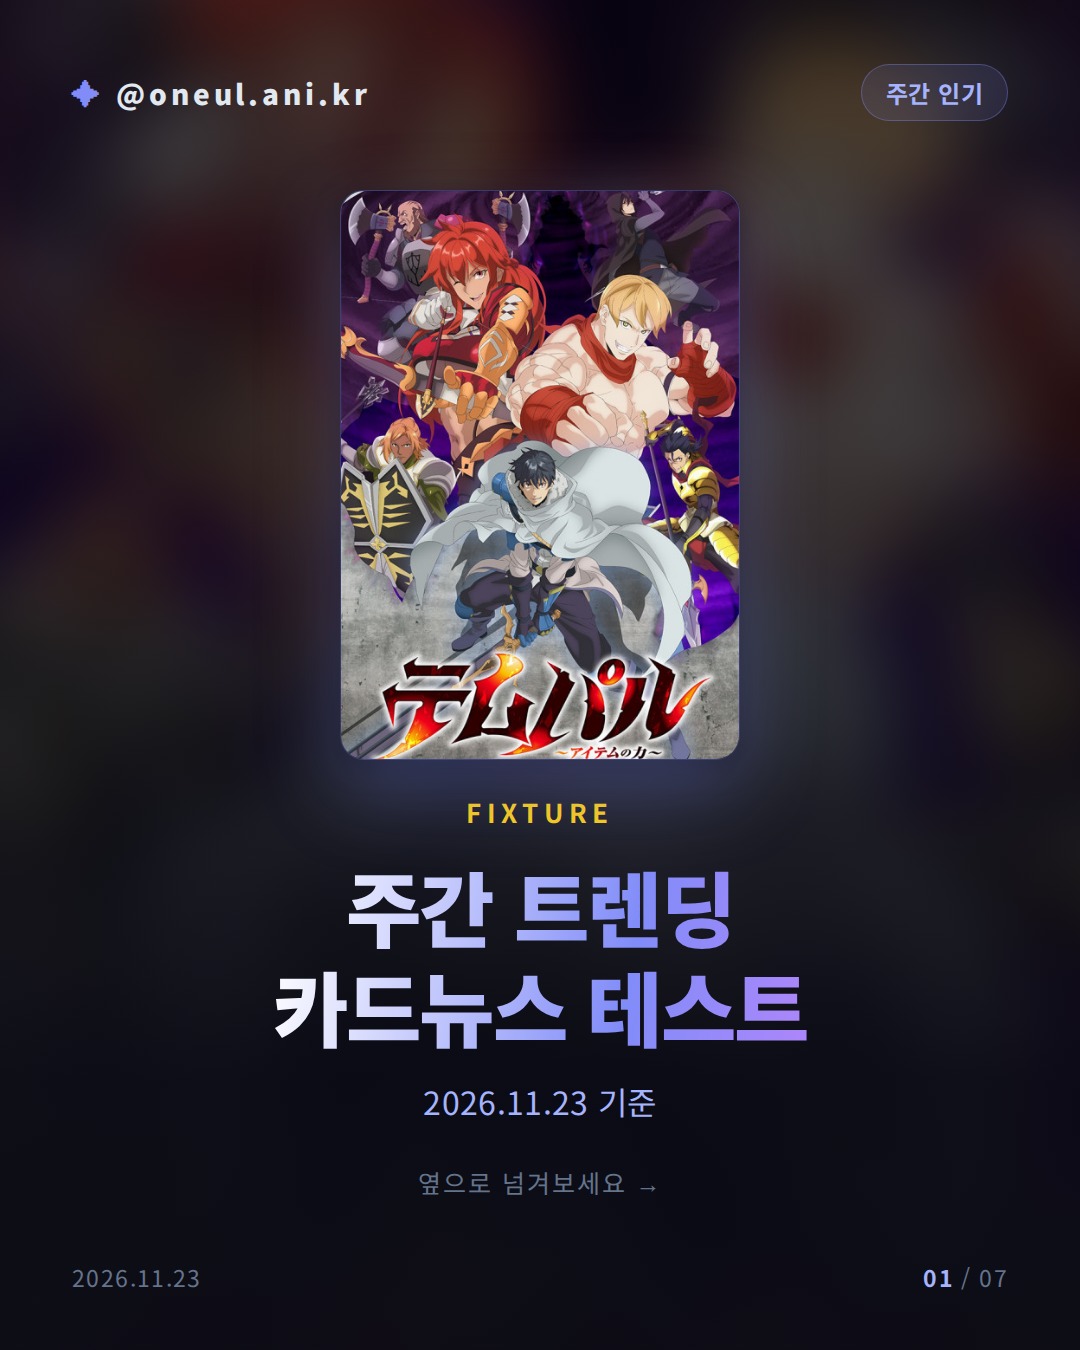 @oneul.ani.kr
주간 인기
テムパル
~アイテムの力~
FIXTURE
주간 트렌딩
카드뉴스 테스트
2026.11.23 기준
옆으로 넘겨보세요 →
2026.11.23
01 / 07